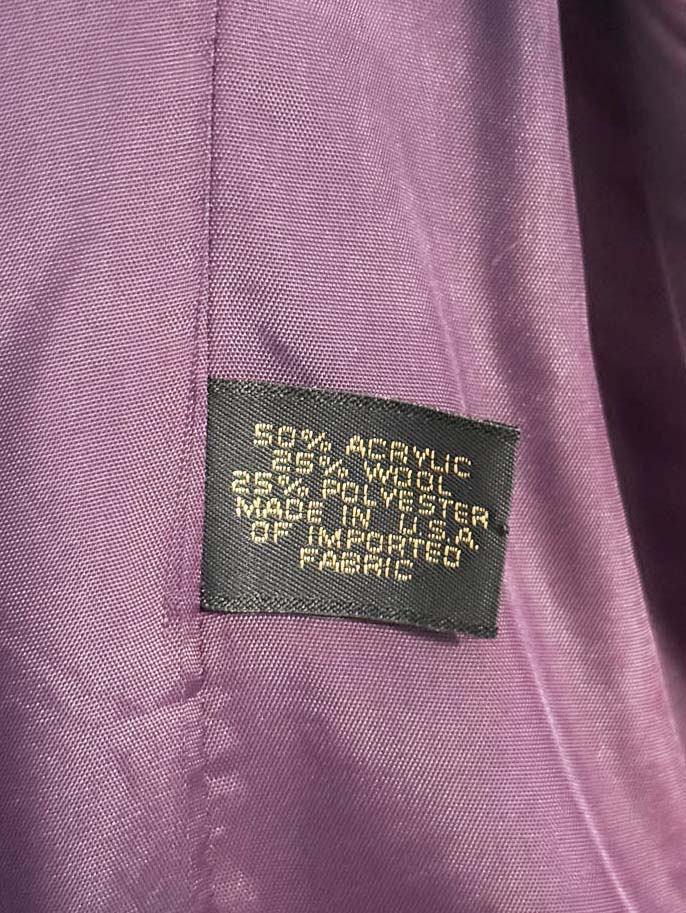 50% ACRYLIC
25% WOOL
25% POLYESTER
MADE IN U.S.A.
OF IMPORTED
FABRIC